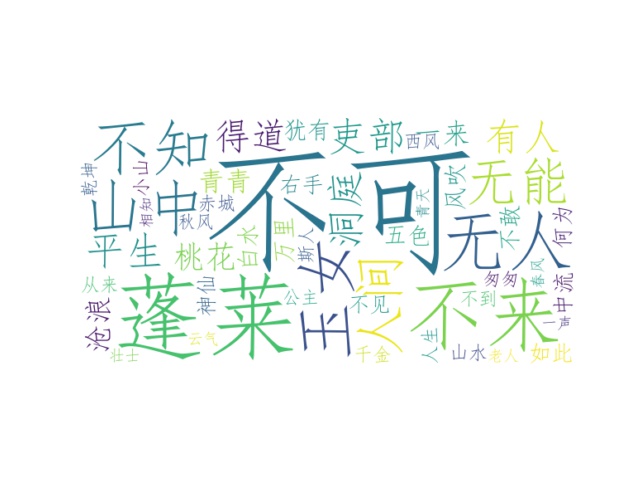 不可
不知
得道
犹有
吏部
一来
西风
有人
乾坤
小山
相知
山中
青青
赤城
秋风
右手
洞庭
青天
风吹
无能
无人
何为
不敢
五色
平生
桃花
白水
万里
斯人
玉女
人间
从来
沧浪
蓬莱
神仙
公主
不见
不到
不来
匆匆
春风
中流
一声
壮士
云气
千金
人生
山水
老人
如此